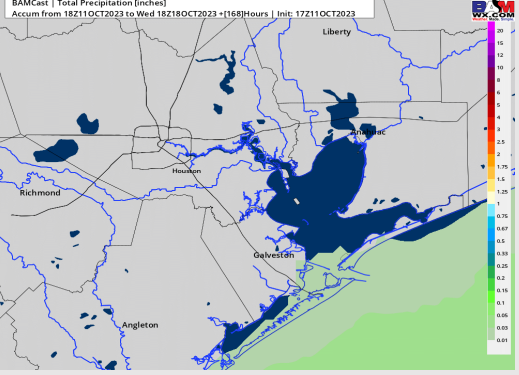 BAMCast | Total Precipitation [inches]
Accum from 18Z11OCT2023 to Wed 18Z18OCT2023 +[168]Hours | Init: 17Z11OCT2023
BAM
WX.COM
Liberty
Anahuac
Houston
Richmond
Galveston
Angleton
20
15
12
10
8
6
5
4
3
2.5
2
1.75
1.5
1.25
1
0.75
0.67
0.5
0.33
0.25
0.2
0.15
0.1
0.05
0.03
0.01